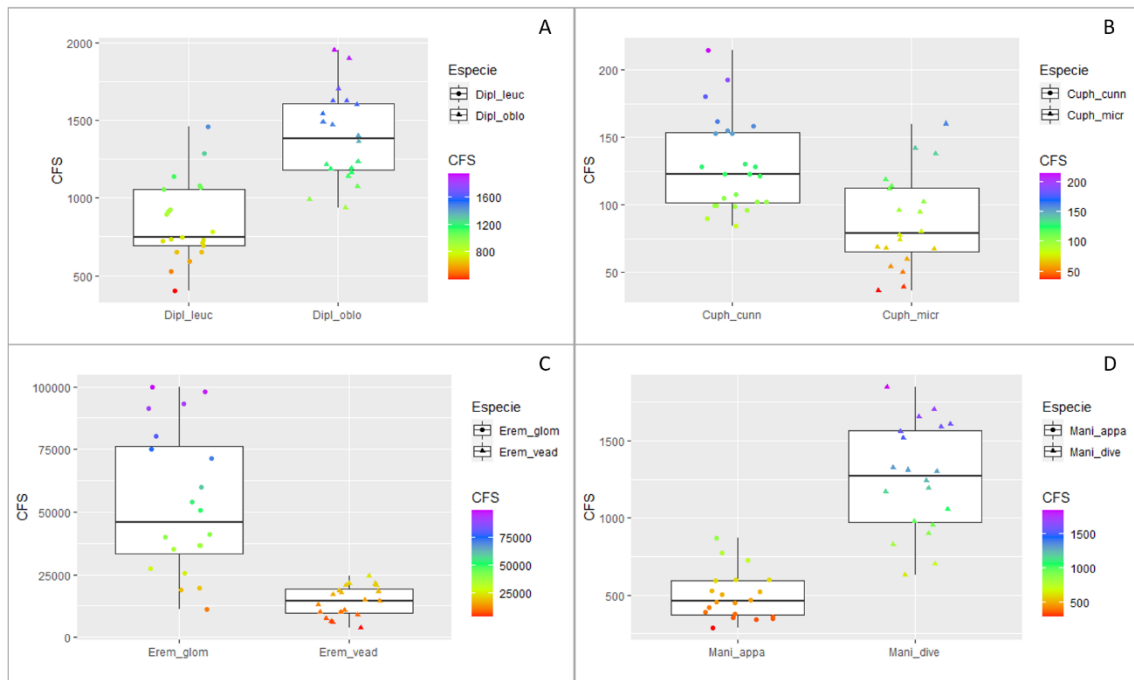 A
2000
1500
1000
500
CFS
Dipl_leuc
Dipl_oblo
Especie
Dipl_leuc
Dipl_oblo
CFS
1600
1200
800
B
200
150
100
50
CFS
Cuph_cunn
Cuph_micr
Especie
Cuph_cunn
Cuph_micr
CFS
200
150
100
50
C
100000
75000
50000
25000
0
CFS
Erem_glom
Erem_vead
Especie
Erem_glom
Erem_vead
CFS
75000
50000
25000
D
1500
1000
500
CFS
Mani_appa
Mani_dive
Especie
Mani_appa
Mani_dive
CFS
1500
1000
500